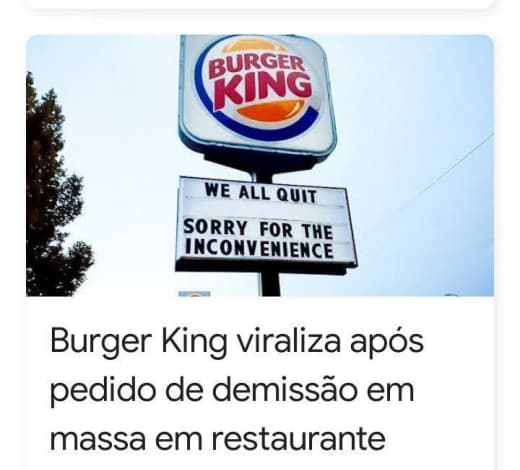 BURGER
KING
WE ALL QUIT
SORRY FOR THE
INCONVENIENCE
Burger King viraliza após
pedido de demissão em
massa em restaurante